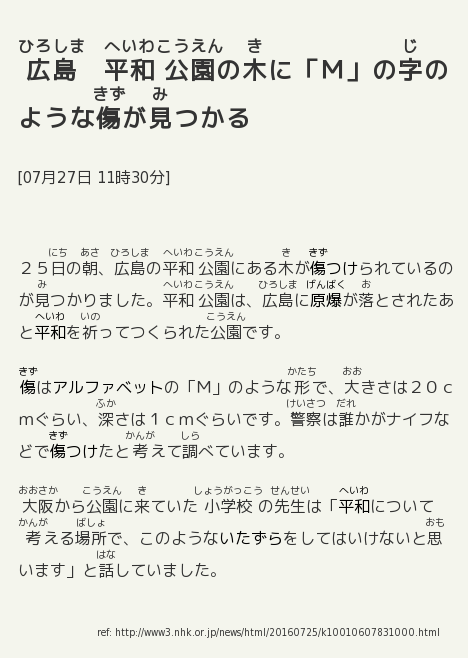 ひろしま へいわこうえん き じ
広島 平和 公園の木に「Ｍ」の字の
きず み
ような傷が見つかる
[07月27日 11時30分]
にち あさ ひろしま へいわこうえん き きず
２５日の朝、広島の平和 公園にある木が傷つけられているの
み へいわこうえん ひろしま げんばく お
が見つかりました。平和 公園は、広島に原爆が落とされたあ
へいわ いの こうえん
と平和を祈ってつくられた公園です。
きず かたち おお
傷はアルファベットの「Ｍ」のような形で、大きさは２０ｃ
ふか けいさつ だれ
ｍぐらい、深さは１ｃｍぐらいです。警察は誰かがナイフな
きず かんが しら
どで傷つけたと考えて調べています。
おおさか こうえん き しょうがっこう せんせい へいわ
大阪から公園に来ていた 小学校 の先生は「平和について
かんが ばしょ おも
考える場所で、このようないたずらをしてはいけないと思
はな
います」と話していました。
ref: http://www3.nhk.or.jp/news/html/20160725/k10010607831000.html